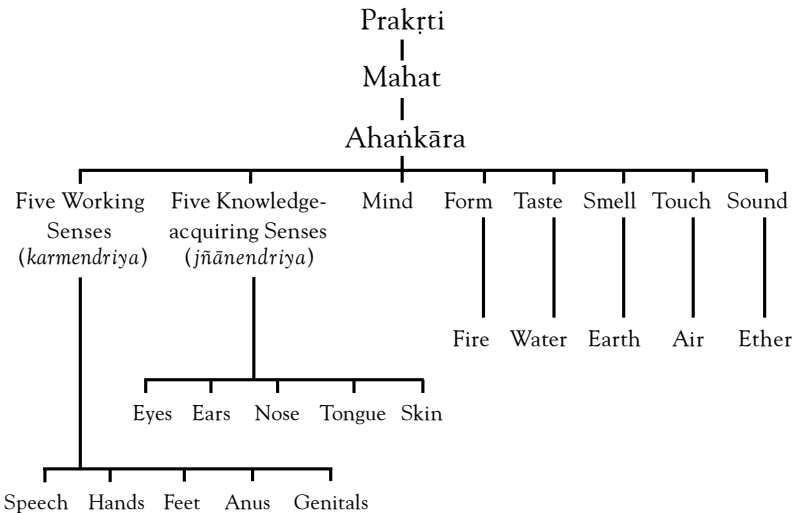 Prakṛti
Mahat
Ahaṅkāra
Five Working Senses (karmendriya)
Five Knowledge-acquiring Senses (jñānendriya)
Mind
Form
Taste
Smell
Touch
Sound
Fire
Water
Earth
Air
Ether
Eyes
Ears
Nose
Tongue
Skin
Speech
Hands
Feet
Anus
Genitals